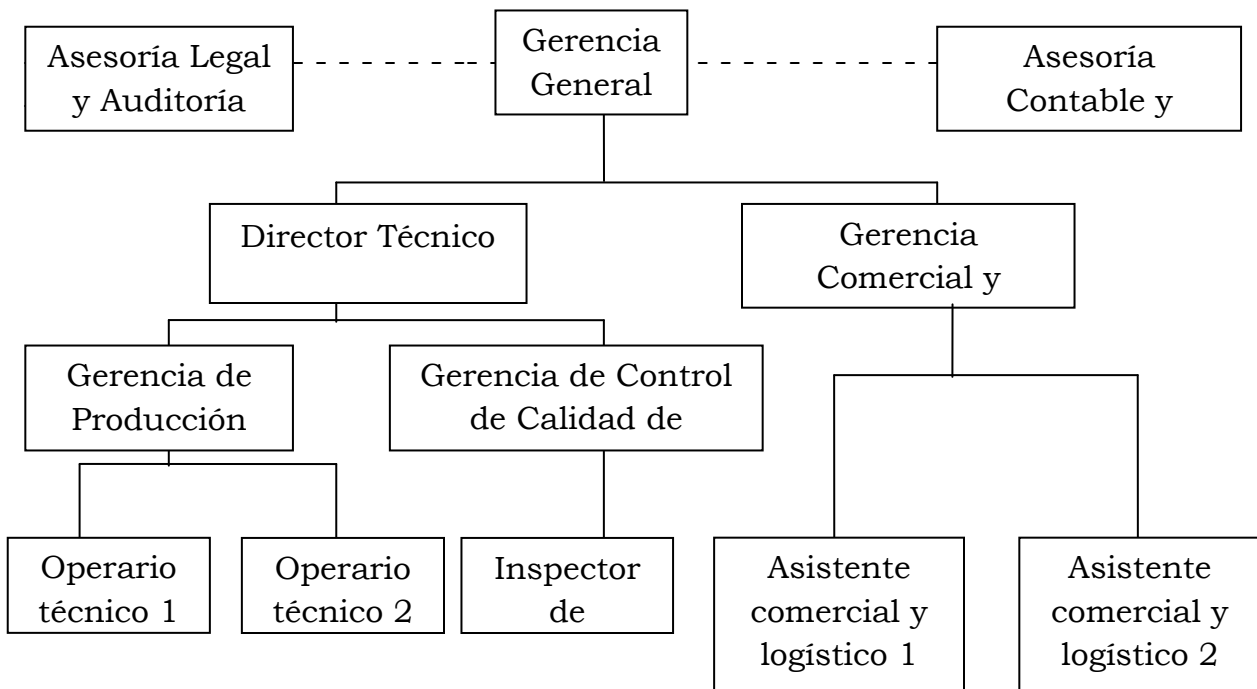 Asesoría Legal
y Auditoría
Gerencia
General
Asesoría
Contable y
Director Técnico
Gerencia
Comercial y
Gerencia de
Producción
Gerencia de Control
de Calidad de
Operario
técnico 1
Operario
técnico 2
Inspector
de
Asistente
comercial y
logístico 1
Asistente
comercial y
logístico 2